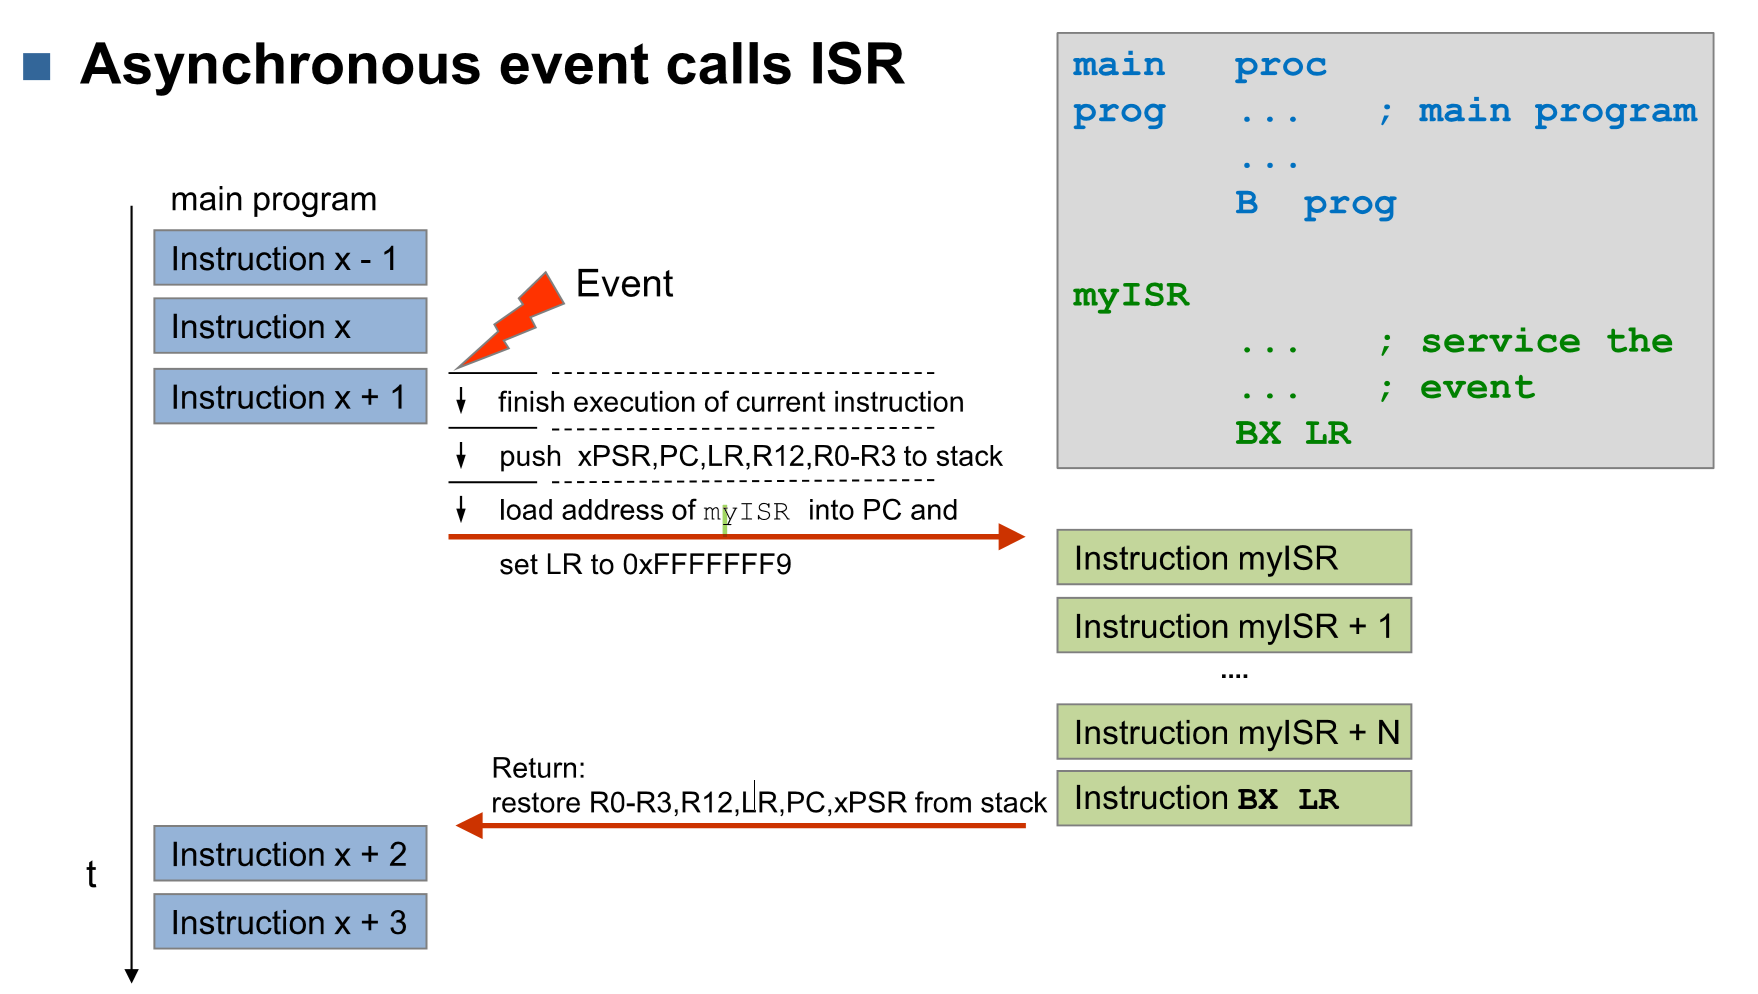 Asynchronous event calls ISR
main proc
prog ... ; main program
...
B prog
myISR
... ; service the
... ; event
BX LR
main program
Instruction x - 1
Instruction x
Instruction x + 1
Event
finish execution of current instruction
push xPSR,PC,LR,R12,R0-R3 to stack
load address of myISR into PC and
set LR to 0xFFFFFFF9
Instruction myISR
Instruction myISR + 1
....
Instruction myISR + N
Instruction BX LR
Return:
restore R0-R3,R12,LR,PC,xPSR from stack
Instruction x + 2
t
Instruction x + 3